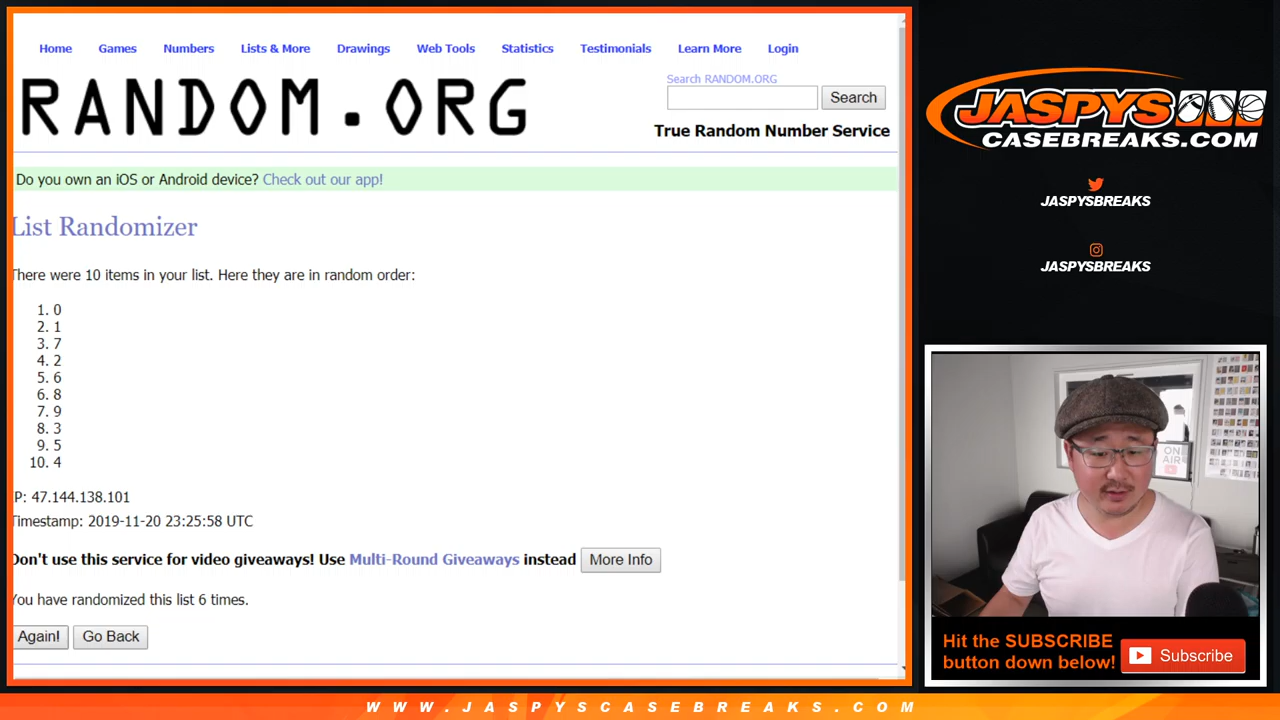 Home Games Numbers Lists & More Drawings Web Tools Statistics Testimonials Learn More Login
RANDOM.ORG
Search RANDOM.ORG
Search
True Random Number Service
Do you own an iOS or Android device? Check out our app!
List Randomizer
There were 10 items in your list. Here they are in random order:
1. 0
2. 1
3. 7
4. 2
5. 6
6. 8
7. 9
8. 3
9. 5
10. 4
IP: 47.144.138.101
Timestamp: 2019-11-20 23:25:58 UTC
Don't use this service for video giveaways! Use Multi-Round Giveaways instead More Info
You have randomized this list 6 times.
Again! Go Back
JASPYS
CASEBREAKS.COM
JASPYSBREAKS
JASPYSBREAKS
ON
AIR
Hit the SUBSCRIBE
button down below!
Subscribe
WWW.JASPYSCASEBREAKS.COM